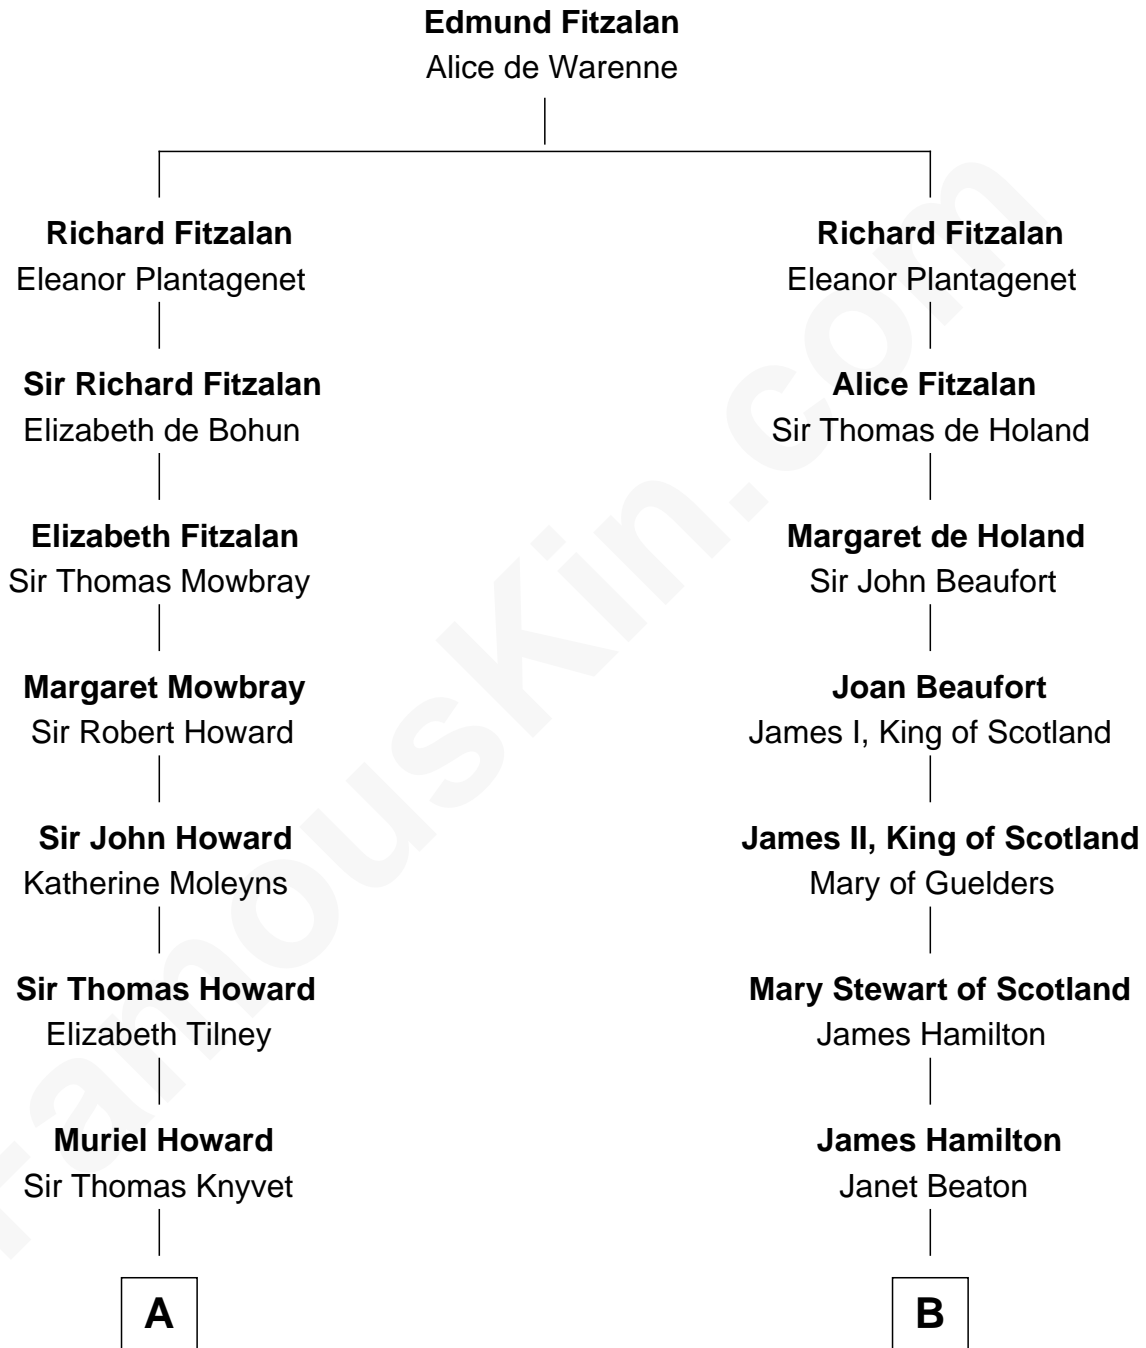 Edmund Fitzalan
Alice de Warenne
Richard Fitzalan
Eleanor Plantagenet
Sir Richard Fitzalan
Elizabeth de Bohun
Elizabeth Fitzalan
Sir Thomas Mowbray
Margaret Mowbray
Sir Robert Howard
Sir John Howard
Katherine Moleyns
Sir Thomas Howard
Elizabeth Tilney
Muriel Howard
Sir Thomas Knyvet
A
Richard Fitzalan
Eleanor Plantagenet
Alice Fitzalan
Sir Thomas de Holand
Margaret de Holand
Sir John Beaufort
Joan Beaufort
James I, King of Scotland
James II, King of Scotland
Mary of Guelders
Mary Stewart of Scotland
James Hamilton
James Hamilton
Janet Beaton
B
FamousKin.com